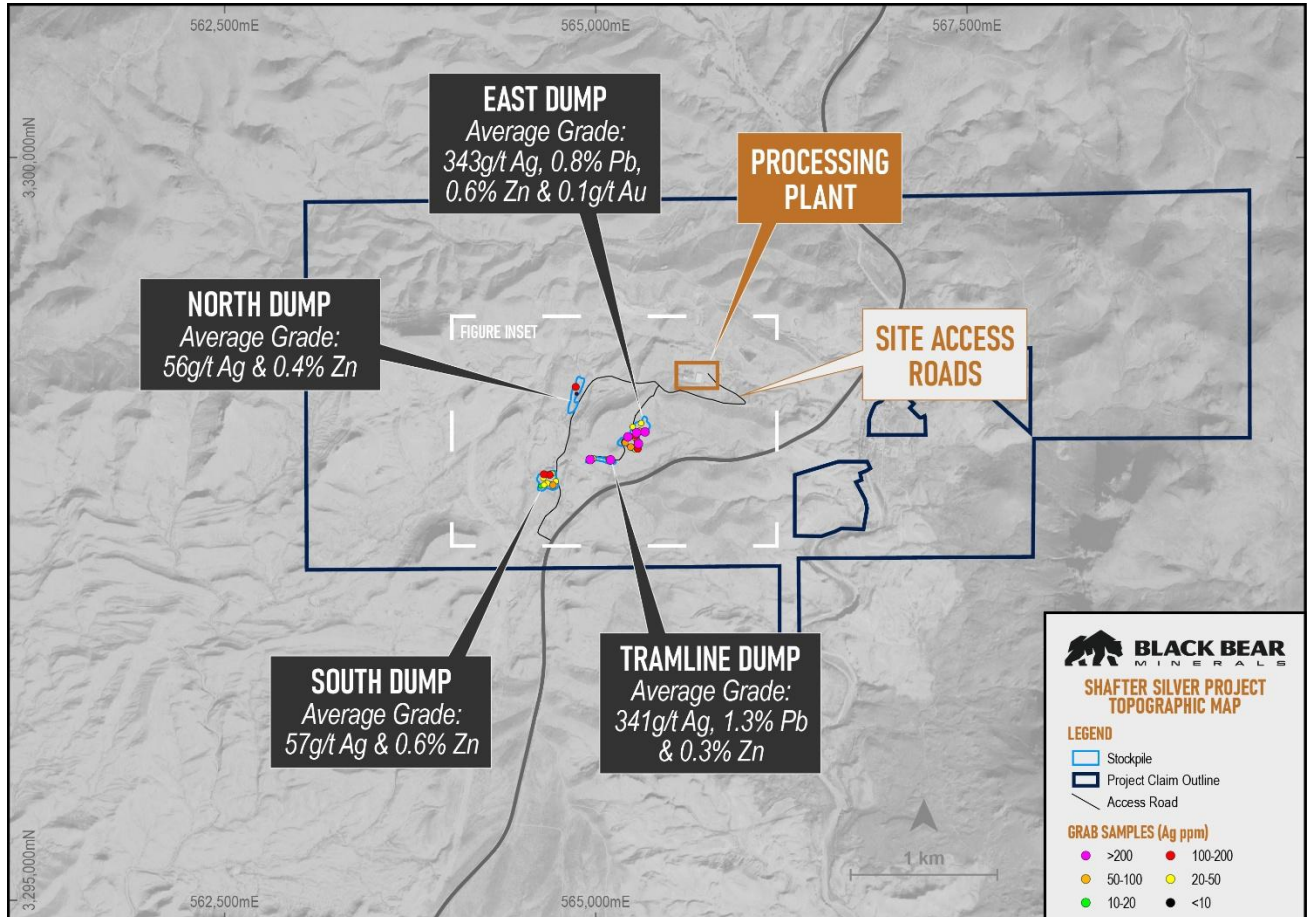 562,500mE
565,000mE
567,500mE
3,300,000mN
3,295,000mN
EAST DUMP
Average Grade:
343g/t Ag, 0.8% Pb,
0.6% Zn & 0.1g/t Au
PROCESSING
PLANT
NORTH DUMP
Average Grade:
56g/t Ag & 0.4% Zn
FIGURE INSET
SITE ACCESS
ROADS
SOUTH DUMP
Average Grade:
57g/t Ag & 0.6% Zn
TRAMLINE DUMP
Average Grade:
341g/t Ag, 1.3% Pb
& 0.3% Zn
1 km
BLACK BEAR
MINERALS
SHAFTER SILVER PROJECT
TOPOGRAPHIC MAP
LEGEND
Stockpile
Project Claim Outline
Access Road
GRAB SAMPLES (Ag ppm)
>200 100-200
50-100 20-50
10-20 <10
562,500mE
565,000mE